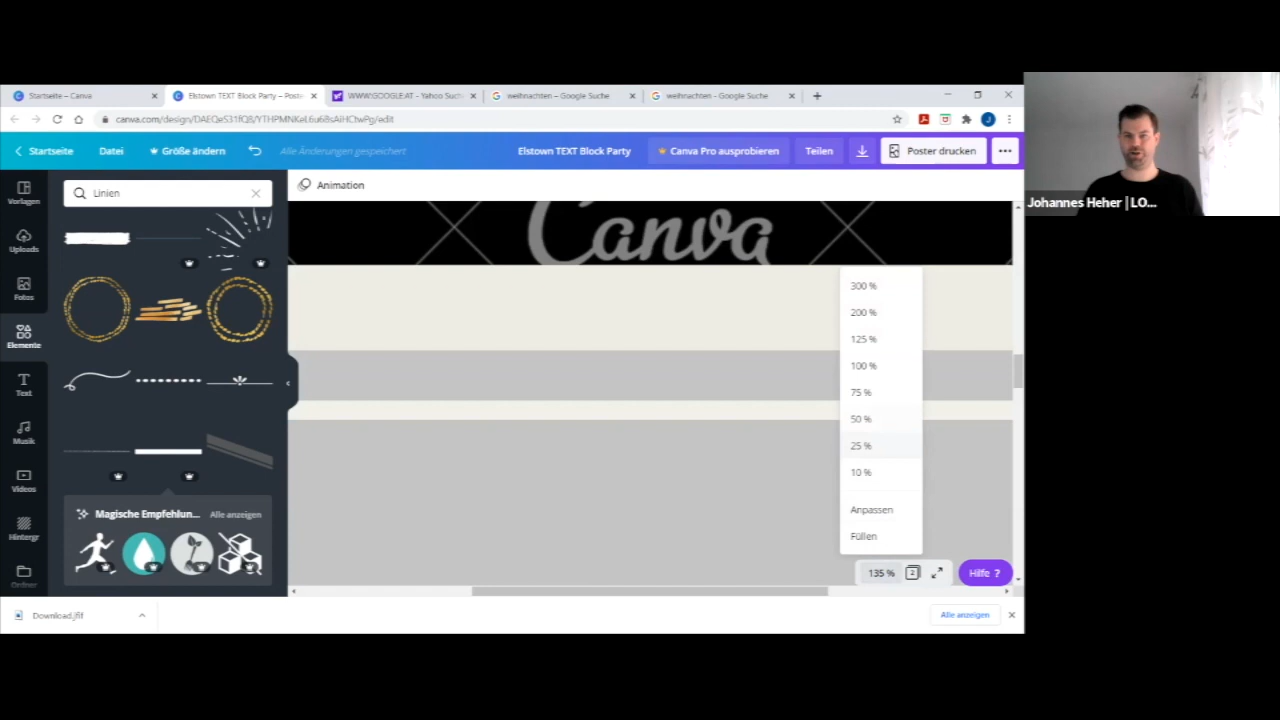 Startseite – Canva
Elstown TEXT Block Party – Poste
WWW.GOOGLE.AT - Yahoo Such
weihnachten – Google Suche
weihnachten - Google Suche
Startseite
Datei
Größe ändern
Alle Änderungen gespeichert
Elstown TEXT Block Party
Canva Pro ausprobieren
Teilen
Poster drucken
Vorlagen
Uploads
Fotos
Elemente
Text
Musik
Videos
Hintergr
Ordner
Linien
Animation
Canva
300 %
200 %
125 %
100 %
75 %
50 %
25 %
10 %
Anpassen
Füllen
Magische Empfehlun...
Alle anzeigen
135 %
2
Hilfe ?
Download.jfif
Alle anzeigen
Johannes Heher | LO...